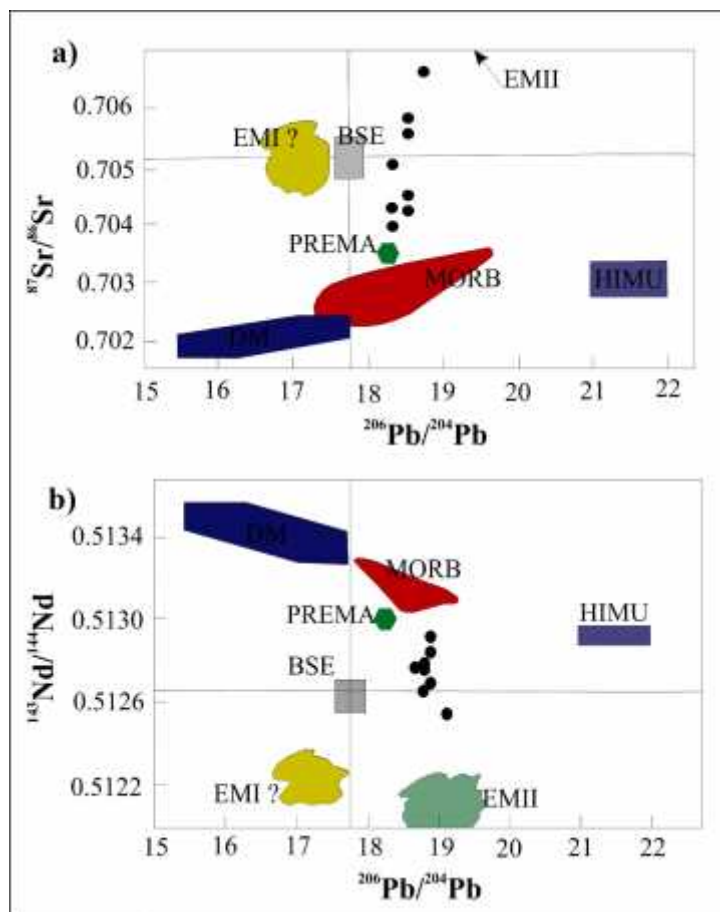 a)
EMII
0.706
EMI ?
BSE
0.705
0.704
PREMA
MORB
HIMU
0.703
0.702
DM
⁸⁷Sr/⁸⁶Sr
15 16 17 18 19 20 21 22
²⁰⁶Pb/²⁰⁴Pb
b)
0.5134
DM
MORB
0.5130
PREMA
HIMU
BSE
0.5126
0.5122
EMI ?
EMII
¹⁴³Nd/¹⁴⁴Nd
15 16 17 18 19 20 21 22
²⁰⁶Pb/²⁰⁴Pb